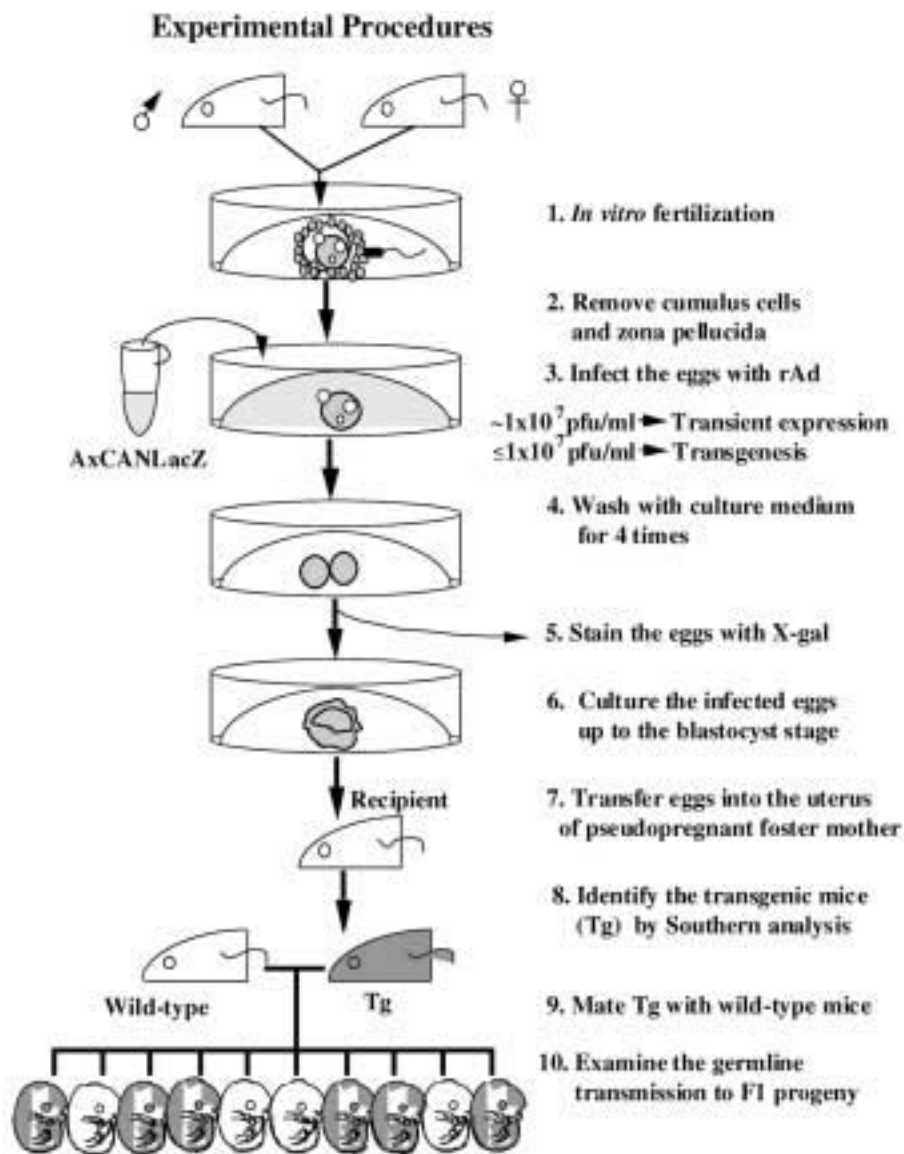 Experimental Procedures
1. In vitro fertilization
2. Remove cumulus cells
and zona pellucida
3. Infect the eggs with rAd
~1x10⁷pfu/ml Transient expression
≤1x10⁷pfu/ml Transgenesis
AxCANLacZ
4. Wash with culture medium
for 4 times
5. Stain the eggs with X-gal
6. Culture the infected eggs
up to the blastocyst stage
Recipient
7. Transfer eggs into the uterus
of pseudopregnant foster mother
8. Identify the transgenic mice
(Tg) by Southern analysis
Wild-type
Tg
9. Mate Tg with wild-type mice
10. Examine the germline
transmission to F1 progeny